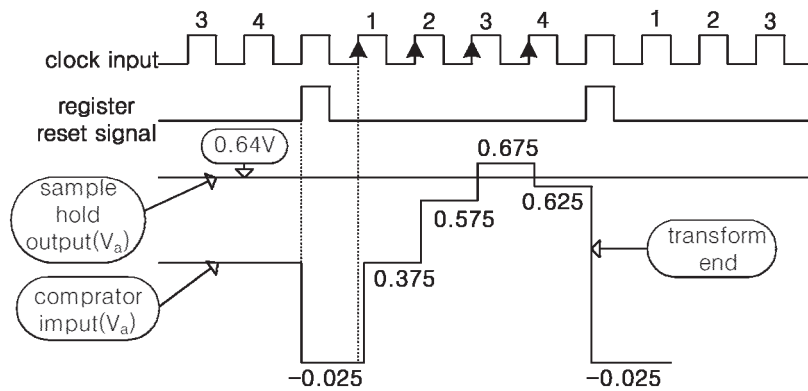 3 4 1 2 3 4 1 2 3
clock input
register
reset signal
0.64V
sample
hold
output(Va)
0.675
0.575
0.625
transform
end
0.375
comprator
imput(Va)
-0.025
-0.025